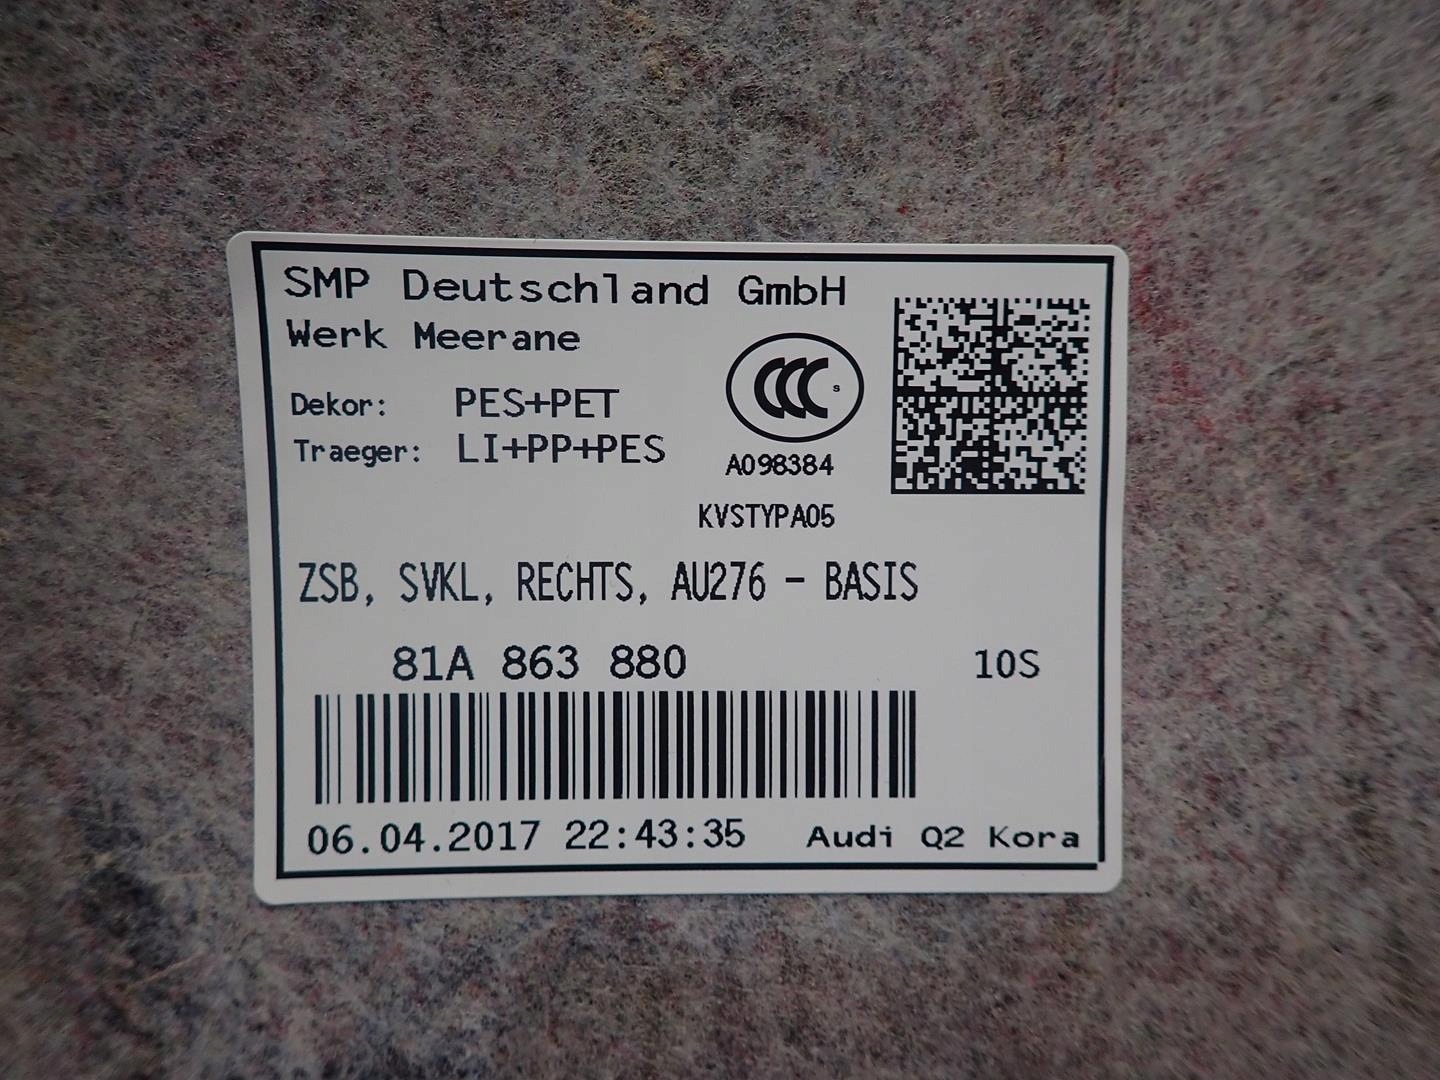 SMP Deutschland GmbH
Werk Meerane
Dekor: PES+PET
Traeger: LI+PP+PES
CCC S
A098384
KVSTYPA05
ZSB, SVKL, RECHTS, AU276 - BASIS
81A 863 880 10S
06.04.2017 22:43:35 Audi Q2 Kora